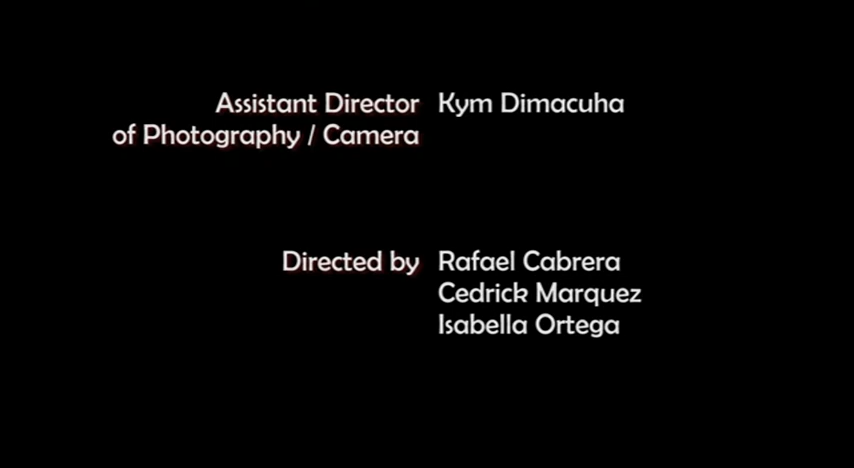 Assistant Director Kym Dimacuha
of Photography / Camera
Directed by Rafael Cabrera
Cedrick Marquez
Isabella Ortega